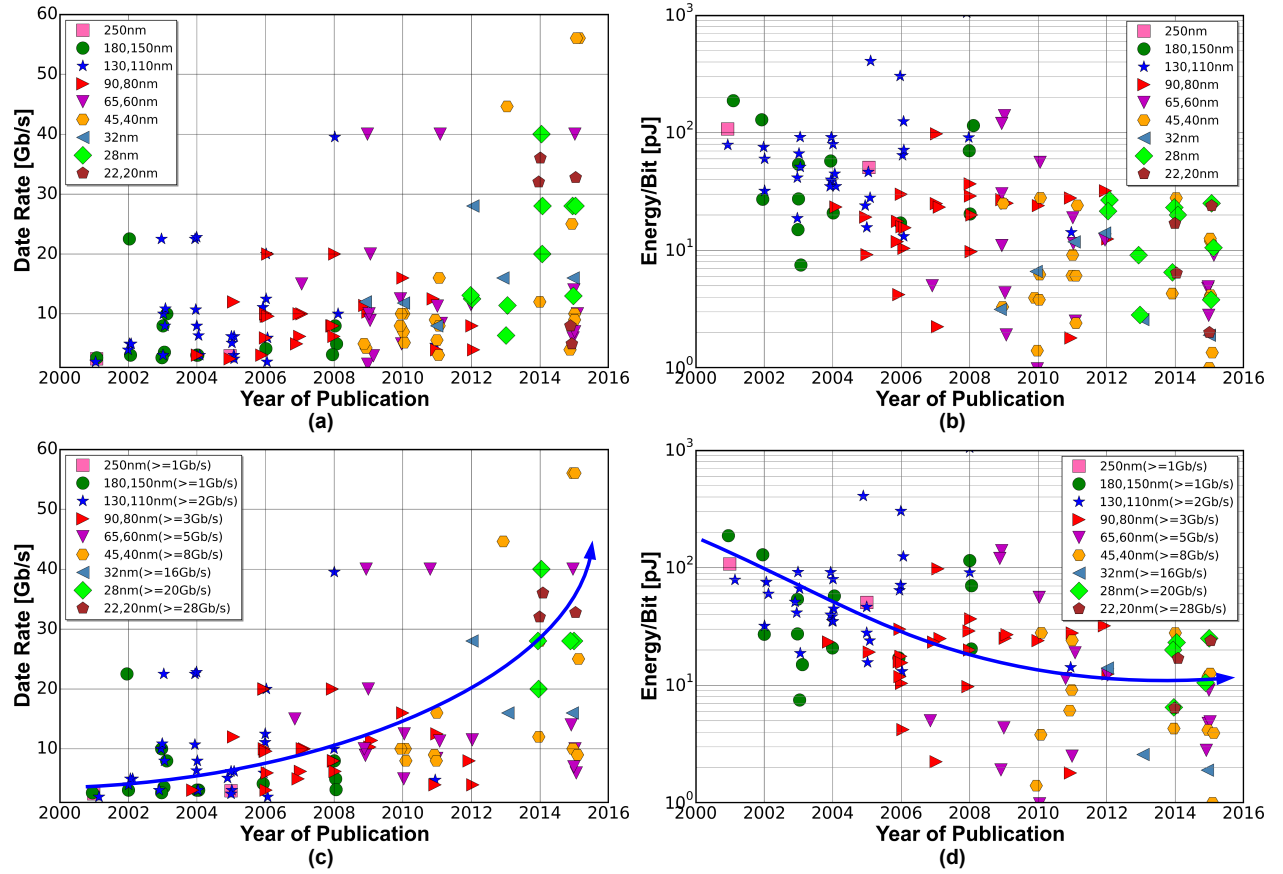 60
50
40
30
20
10
Date Rate [Gb/s]
250nm
180,150nm
130,110nm
90,80nm
65,60nm
45,40nm
32nm
28nm
22,20nm
2000 2002 2004 2006 2008 2010 2012 2014 2016
Year of Publication
(a)
10³
10²
10¹
10⁰
Energy/Bit [pJ]
250nm
180,150nm
130,110nm
90,80nm
65,60nm
45,40nm
32nm
28nm
22,20nm
2000 2002 2004 2006 2008 2010 2012 2014 2016
Year of Publication
(b)
60
50
40
30
20
10
Date Rate [Gb/s]
250nm(>=1Gb/s)
180,150nm(>=1Gb/s)
130,110nm(>=2Gb/s)
90,80nm(>=3Gb/s)
65,60nm(>=5Gb/s)
45,40nm(>=8Gb/s)
32nm(>=16Gb/s)
28nm(>=20Gb/s)
22,20nm(>=28Gb/s)
2000 2002 2004 2006 2008 2010 2012 2014 2016
Year of Publication
(c)
10³
10²
10¹
10⁰
Energy/Bit [pJ]
250nm(>=1Gb/s)
180,150nm(>=1Gb/s)
130,110nm(>=2Gb/s)
90,80nm(>=3Gb/s)
65,60nm(>=5Gb/s)
45,40nm(>=8Gb/s)
32nm(>=16Gb/s)
28nm(>=20Gb/s)
22,20nm(>=28Gb/s)
2000 2002 2004 2006 2008 2010 2012 2014 2016
Year of Publication
(d)